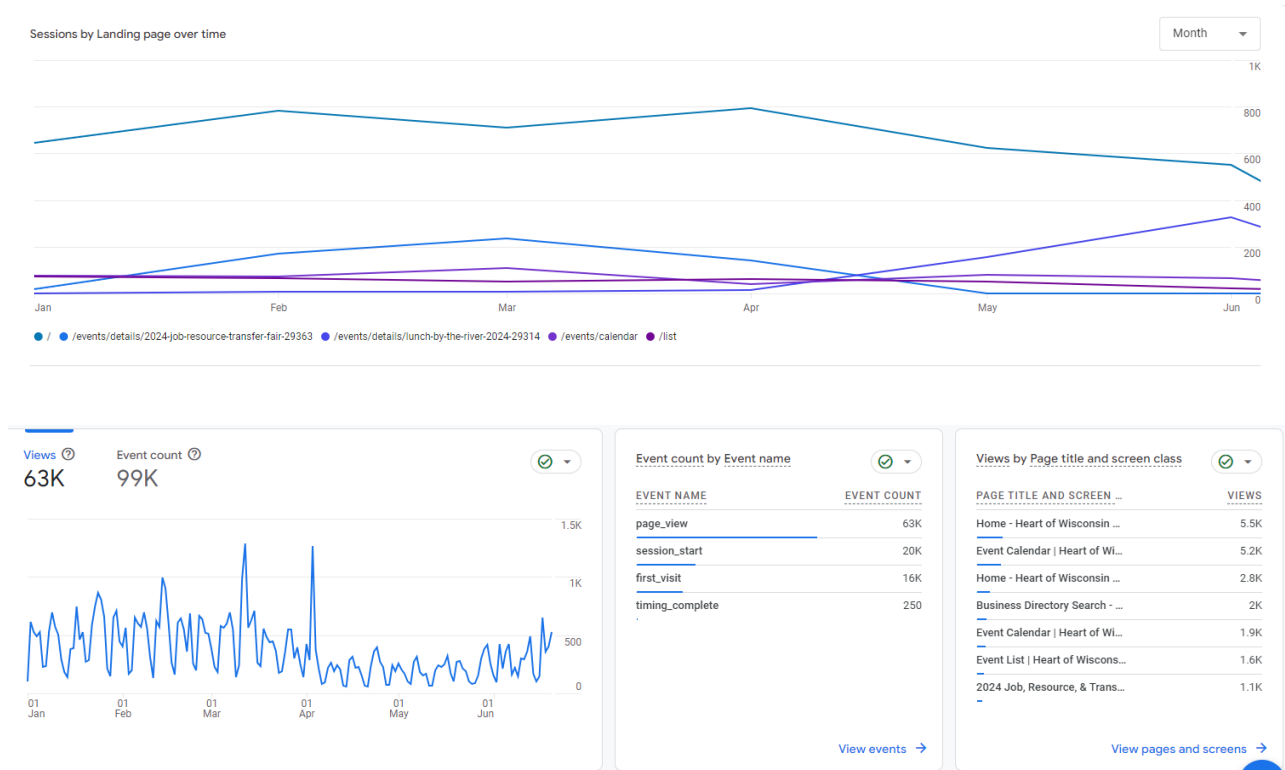 Sessions by Landing page over time
Month
1K
800
600
400
200
0
Jan Feb Mar Apr May Jun
/ /events/details/2024-job-resource-transfer-fair-29363 /events/details/lunch-by-the-river-2024-29314 /events/calendar /list
Views Event count
63K 99K
1.5K
1K
500
0
01 01 01 01 01 01
Jan Feb Mar Apr May Jun
Event count by Event name
EVENT NAME EVENT COUNT
page_view 63K
session_start 20K
first_visit 16K
timing_complete 250
View events
Views by Page title and screen class
PAGE TITLE AND SCREEN ... VIEWS
Home - Heart of Wisconsin ... 5.5K
Event Calendar | Heart of Wi... 5.2K
Home - Heart of Wisconsin ... 2.8K
Business Directory Search - ... 2K
Event Calendar | Heart of Wi... 1.9K
Event List | Heart of Wiscons... 1.6K
2024 Job, Resource, & Trans... 1.1K
View pages and screens